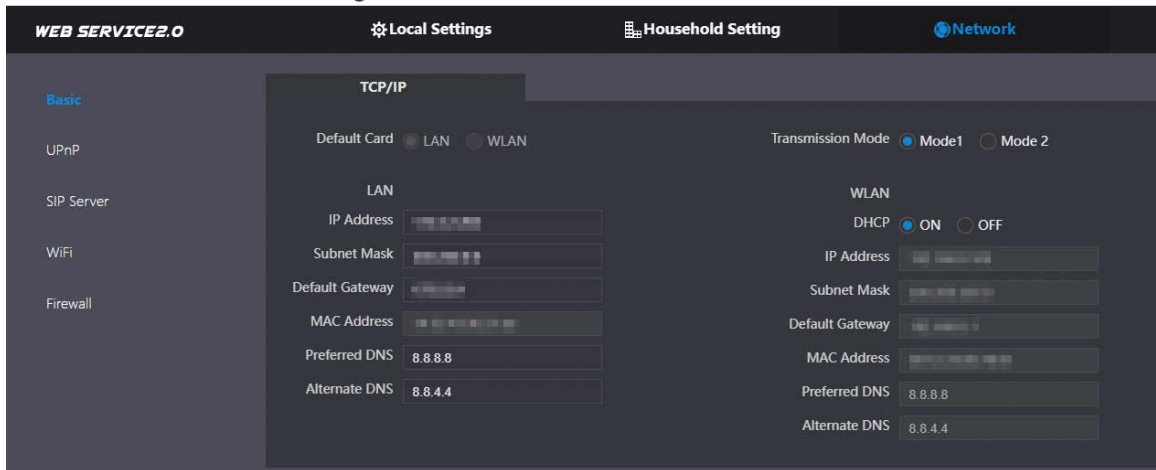 WEB SERVICE2.0 Local Settings Household Setting Network
Basic
UPnP
SIP Server
WiFi
Firewall
TCP/IP
Default Card LAN WLAN
LAN
IP Address
Subnet Mask
Default Gateway
MAC Address
Preferred DNS 8.8.8.8
Alternate DNS 8.8.4.4
Transmission Mode Mode1 Mode 2
WLAN
DHCP ON OFF
IP Address
Subnet Mask
Default Gateway
MAC Address
Preferred DNS 8.8.8.8
Alternate DNS 8.8.4.4